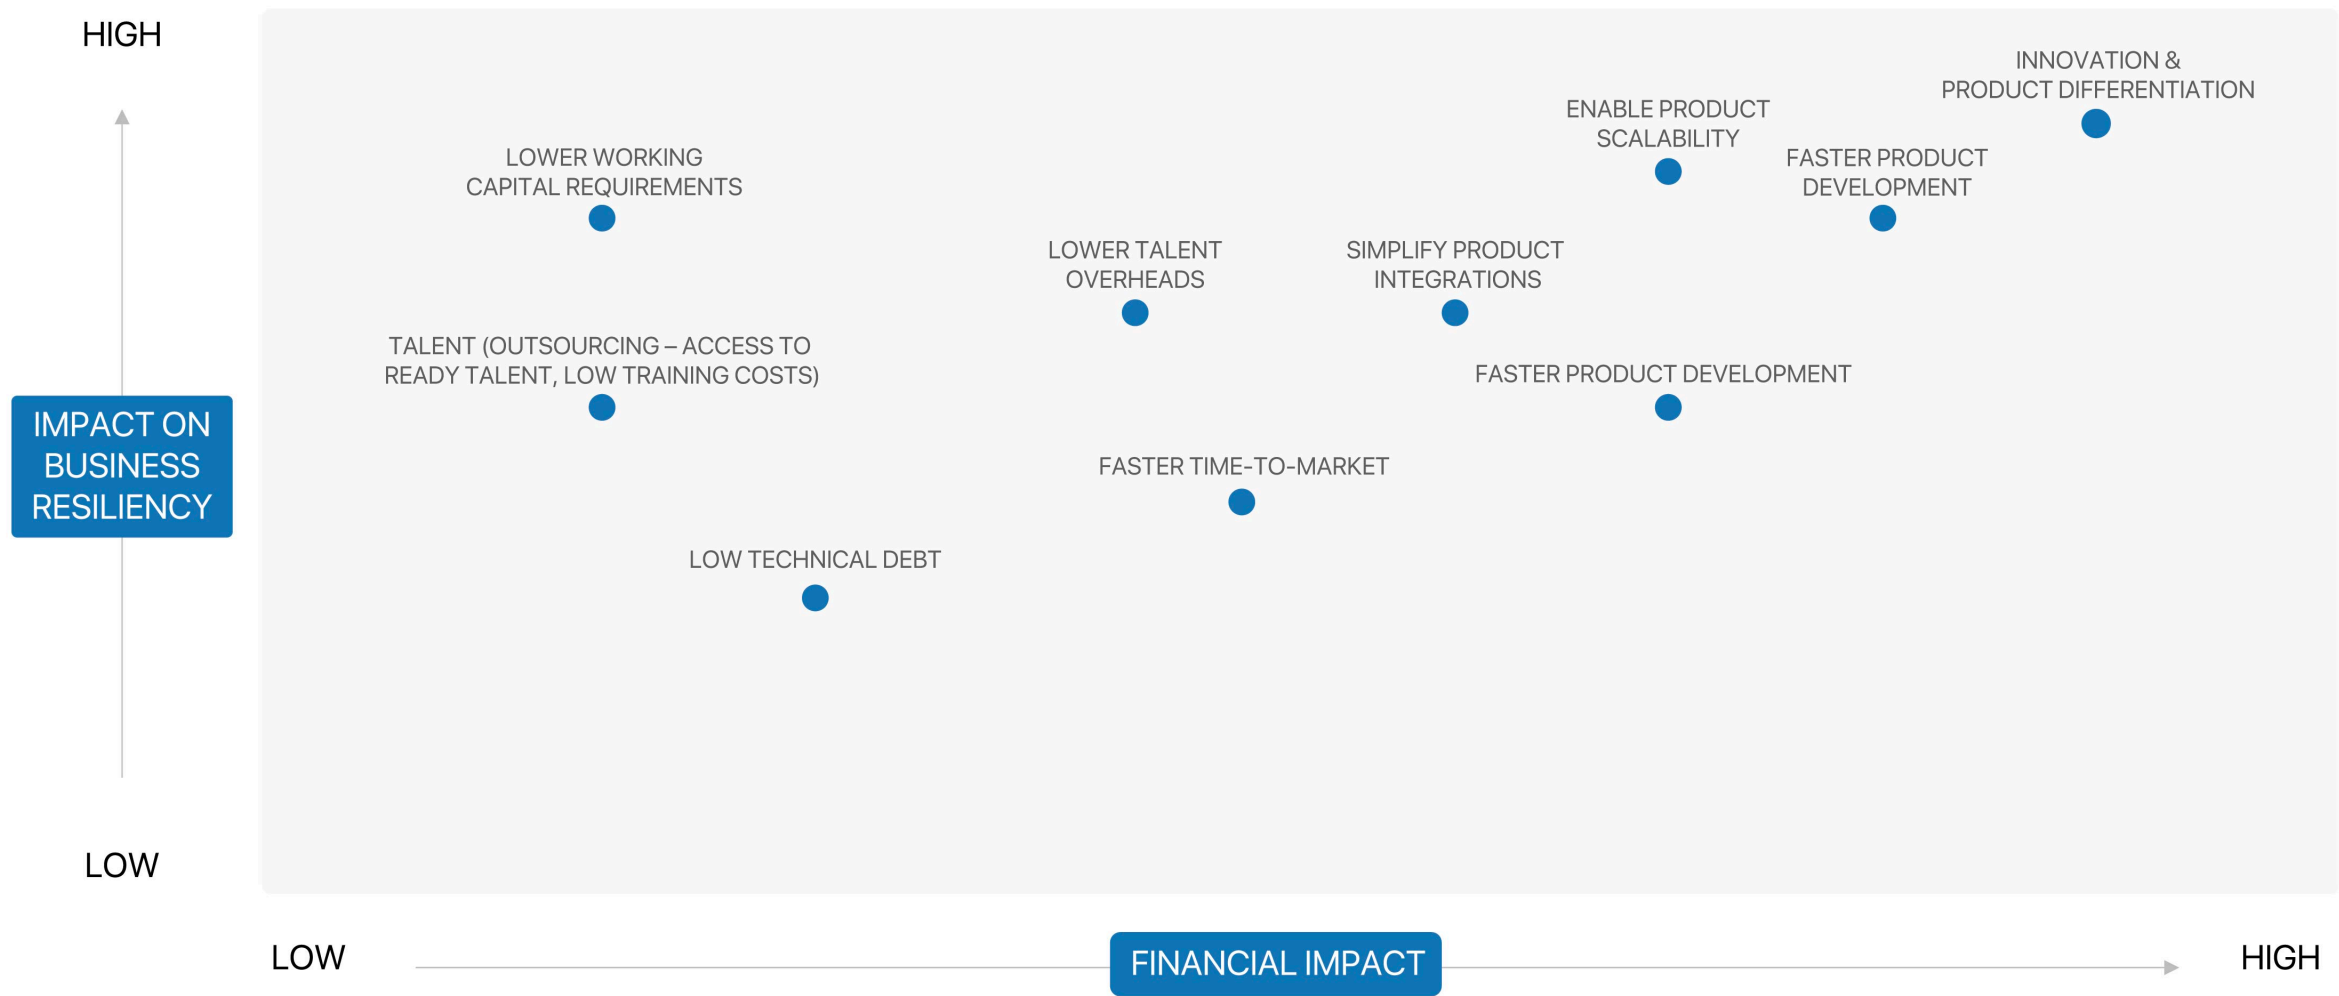 HIGH
INNOVATION &
PRODUCT DIFFERENTIATION
ENABLE PRODUCT
SCALABILITY
LOWER WORKING
CAPITAL REQUIREMENTS
FASTER PRODUCT
DEVELOPMENT
LOWER TALENT
OVERHEADS
SIMPLIFY PRODUCT
INTEGRATIONS
TALENT (OUTSOURCING – ACCESS TO
READY TALENT, LOW TRAINING COSTS)
FASTER PRODUCT DEVELOPMENT
IMPACT ON
BUSINESS
RESILIENCY
FASTER TIME-TO-MARKET
LOW TECHNICAL DEBT
LOW
LOW
FINANCIAL IMPACT
HIGH